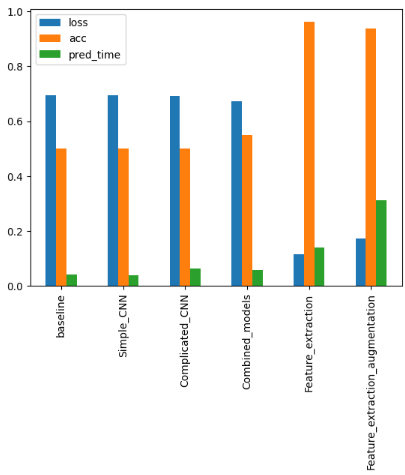 loss
acc
pred_time
1.0
0.8
0.6
0.4
0.2
0.0
baseline
Simple_CNN
Complicated_CNN
Combined_models
Feature_extraction
Feature_extraction_augmentation